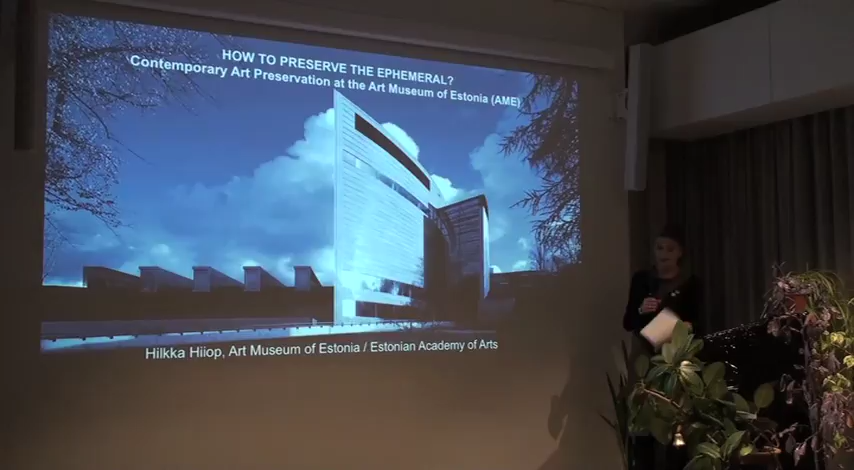 HOW TO PRESERVE THE EPHEMERAL?
Contemporary Art Preservation at the Art Museum of Estonia (AME)
Hilkka Hiiop, Art Museum of Estonia / Estonian Academy of Arts